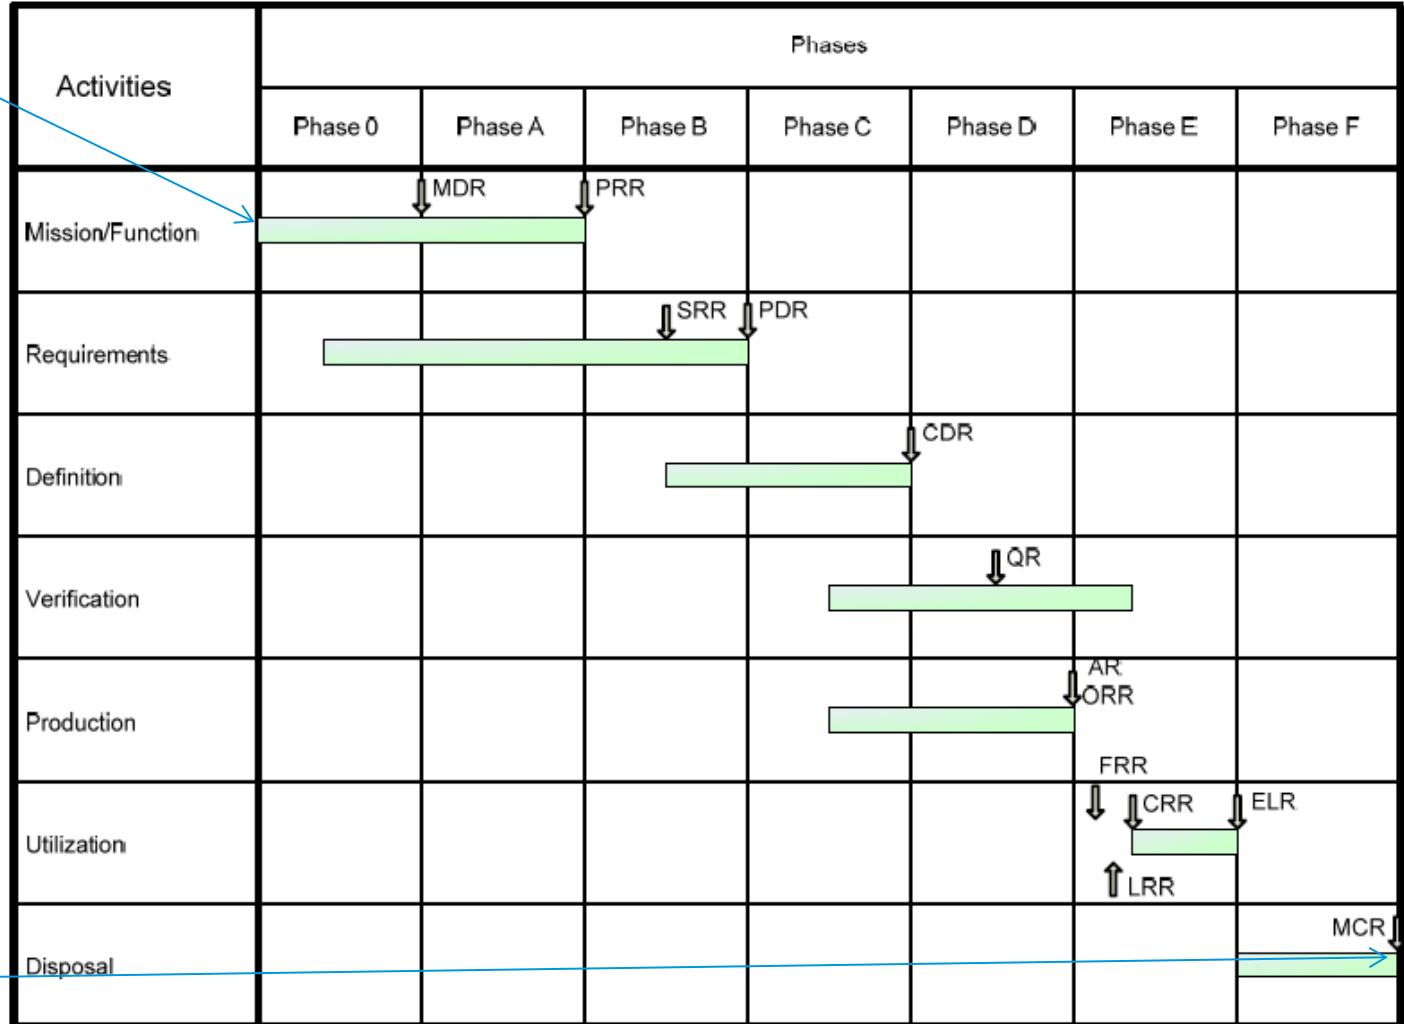 Phases
Activities
Phase 0 Phase A Phase B Phase C Phase D Phase E Phase F
MDR PRR
Mission/Function
SRR PDR
Requirements
CDR
Definition
QR
Verification
AR
ORR
Production
FRR
CRR ELR
Utilization
LRR
MCR
Disposal